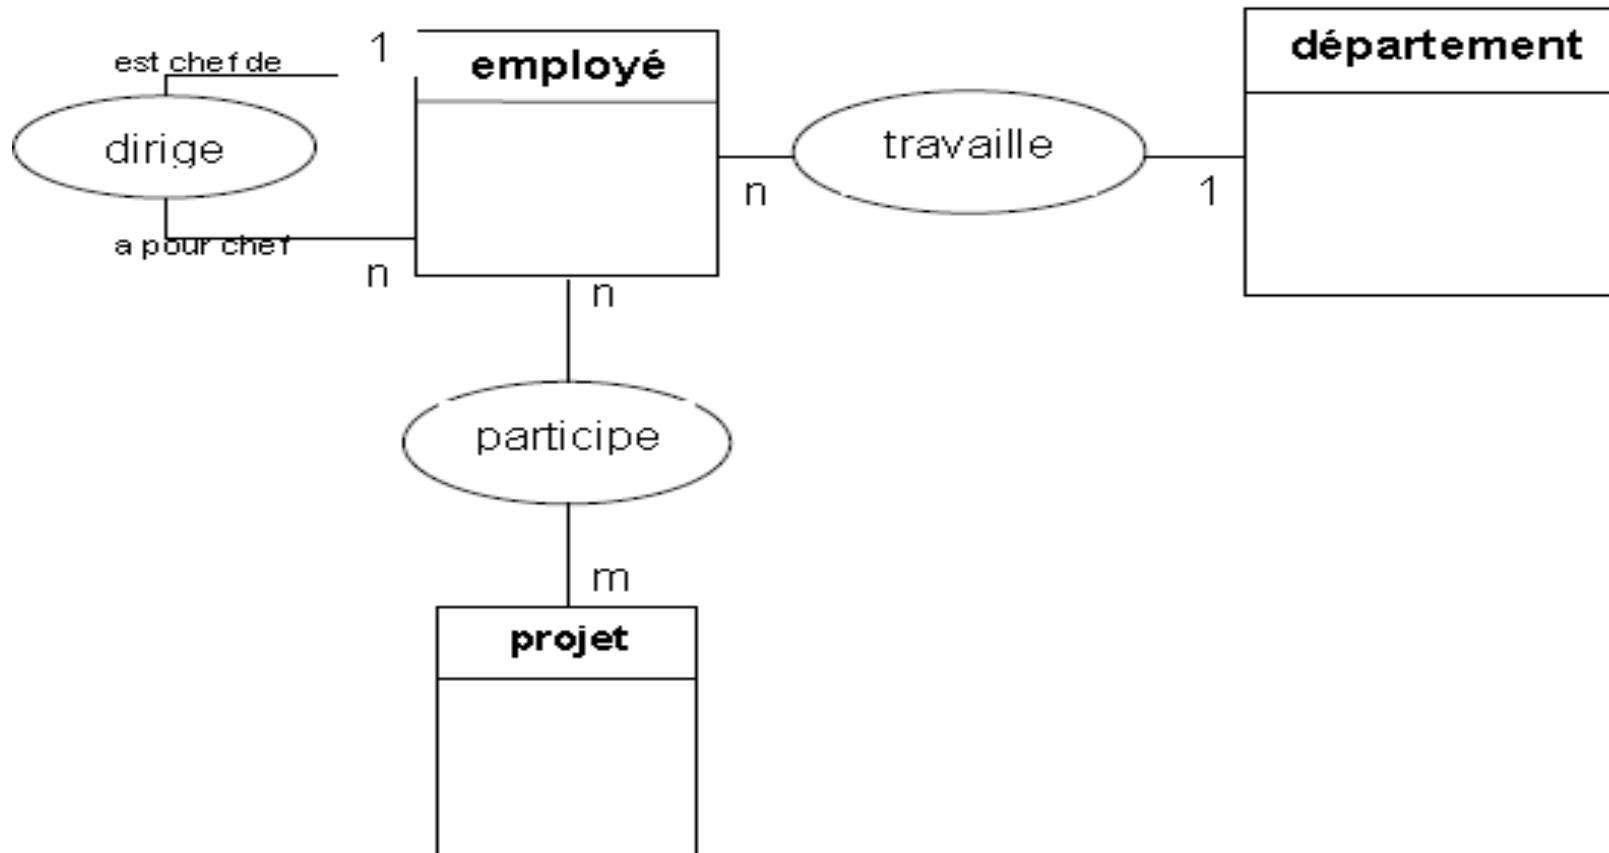 est chef de
1
employé
département
dirige
travaille
n
1
a pour chef
n
n
participe
m
projet